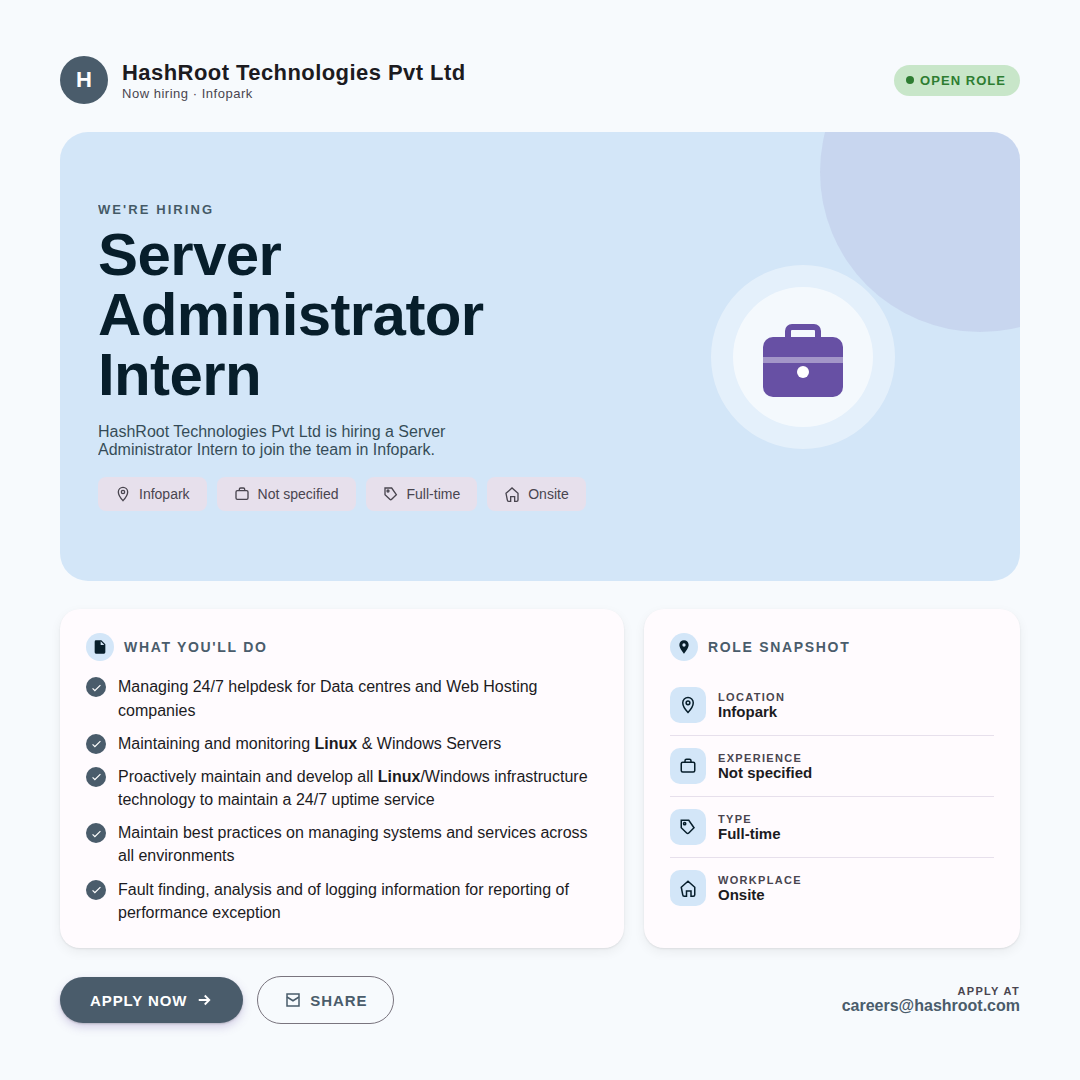 H
HashRoot Technologies Pvt Ltd
Now hiring · Infopark
OPEN ROLE
WE'RE HIRING
Server
Administrator
Intern
HashRoot Technologies Pvt Ltd is hiring a Server
Administrator Intern to join the team in Infopark.
Infopark
Not specified
Full-time
Onsite
WHAT YOU'LL DO
Managing 24/7 helpdesk for Data centres and Web Hosting
companies
Maintaining and monitoring Linux & Windows Servers
Proactively maintain and develop all Linux/Windows infrastructure
technology to maintain a 24/7 uptime service
Maintain best practices on managing systems and services across
all environments
Fault finding, analysis and of logging information for reporting of
performance exception
ROLE SNAPSHOT
LOCATION
Infopark
EXPERIENCE
Not specified
TYPE
Full-time
WORKPLACE
Onsite
APPLY NOW
SHARE
APPLY AT
careers@hashroot.com